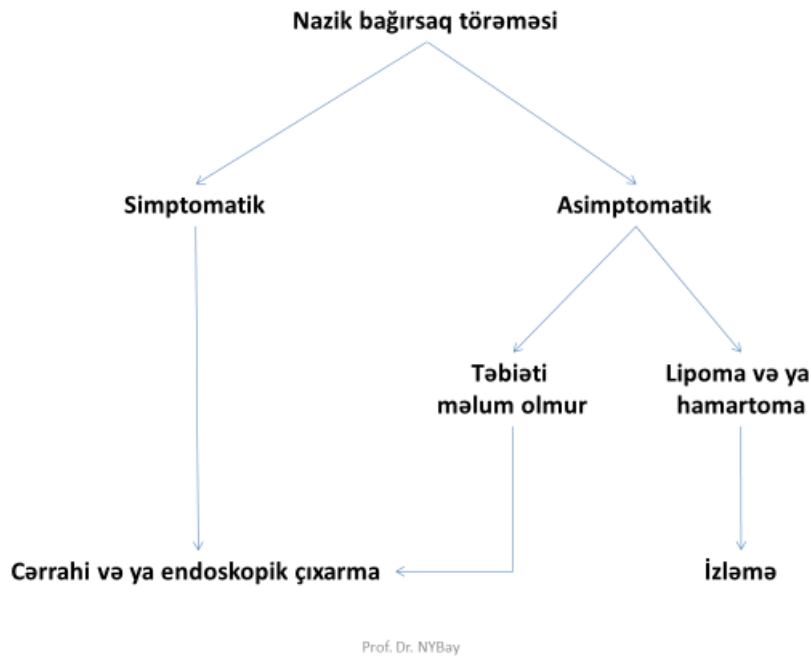 Nazik bağırsaq törəməsi
Simptomatik
Asimptomatik
Təbiəti
məlum olmur
Lipoma və ya
hamartoma
Cərrahi və ya endoskopik çıxarma
İzləmə
Prof. Dr. NYBay